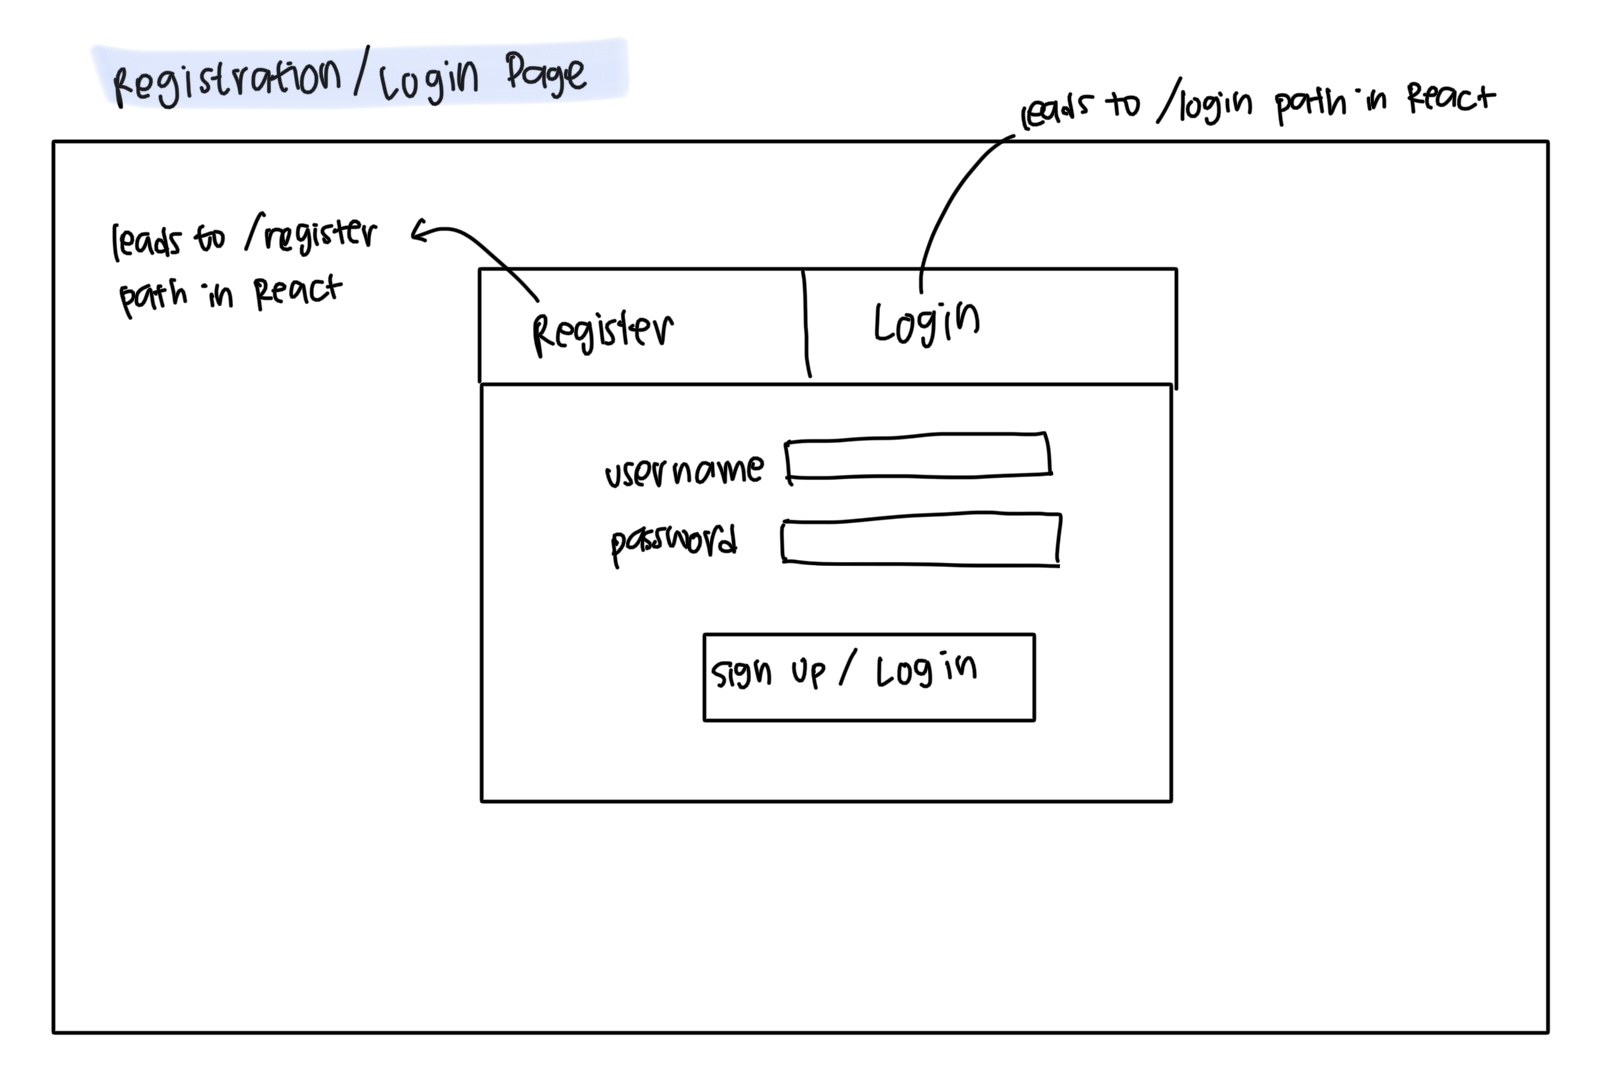 Registration/Login Page
leads to /login path in React
leads to /register
path in React
Register
Login
username
password
sign up / Login